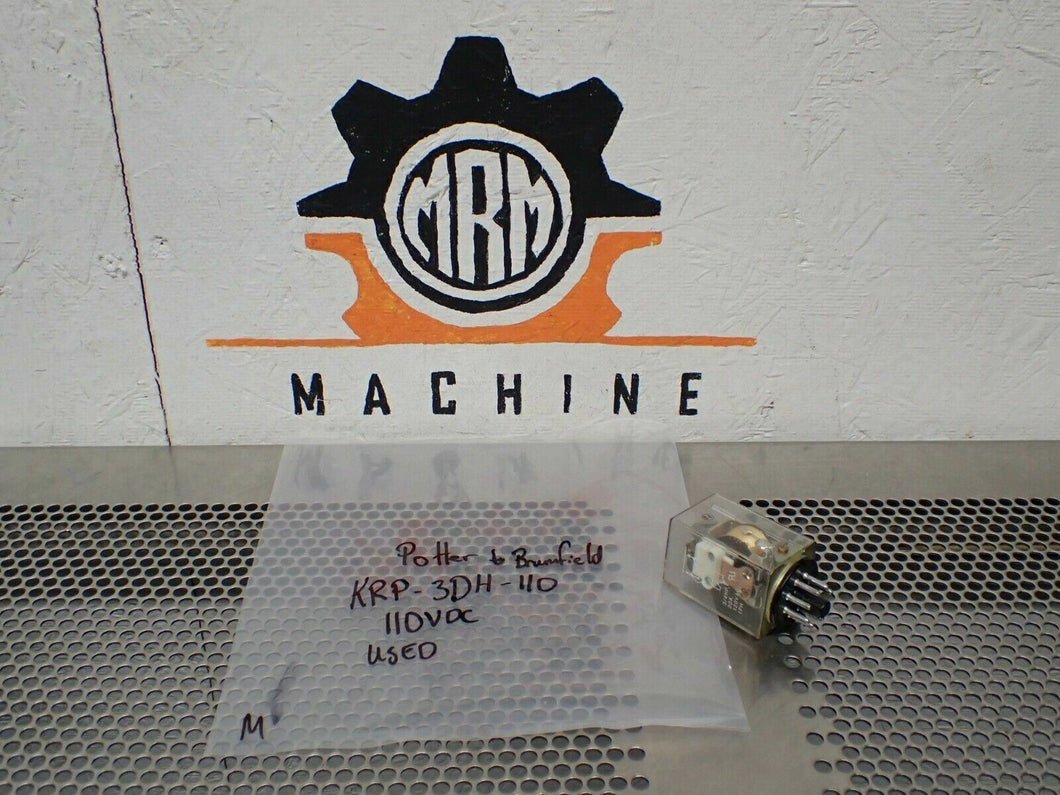 MRM
MACHINE
Potter & Brumfield
KRP-3DH-110
110VDC
USED
M